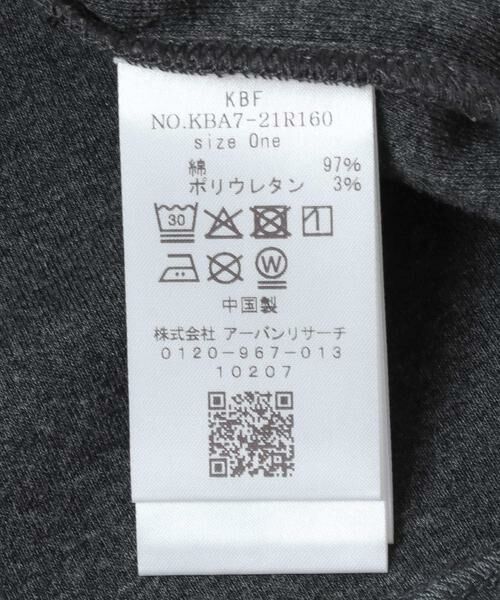 KBF
NO.KBA7-21R160
size One
綿 97%
ポリウレタン 3%
30
W
中国製
株式会社 アーバンリサーチ
0120-967-013
10207